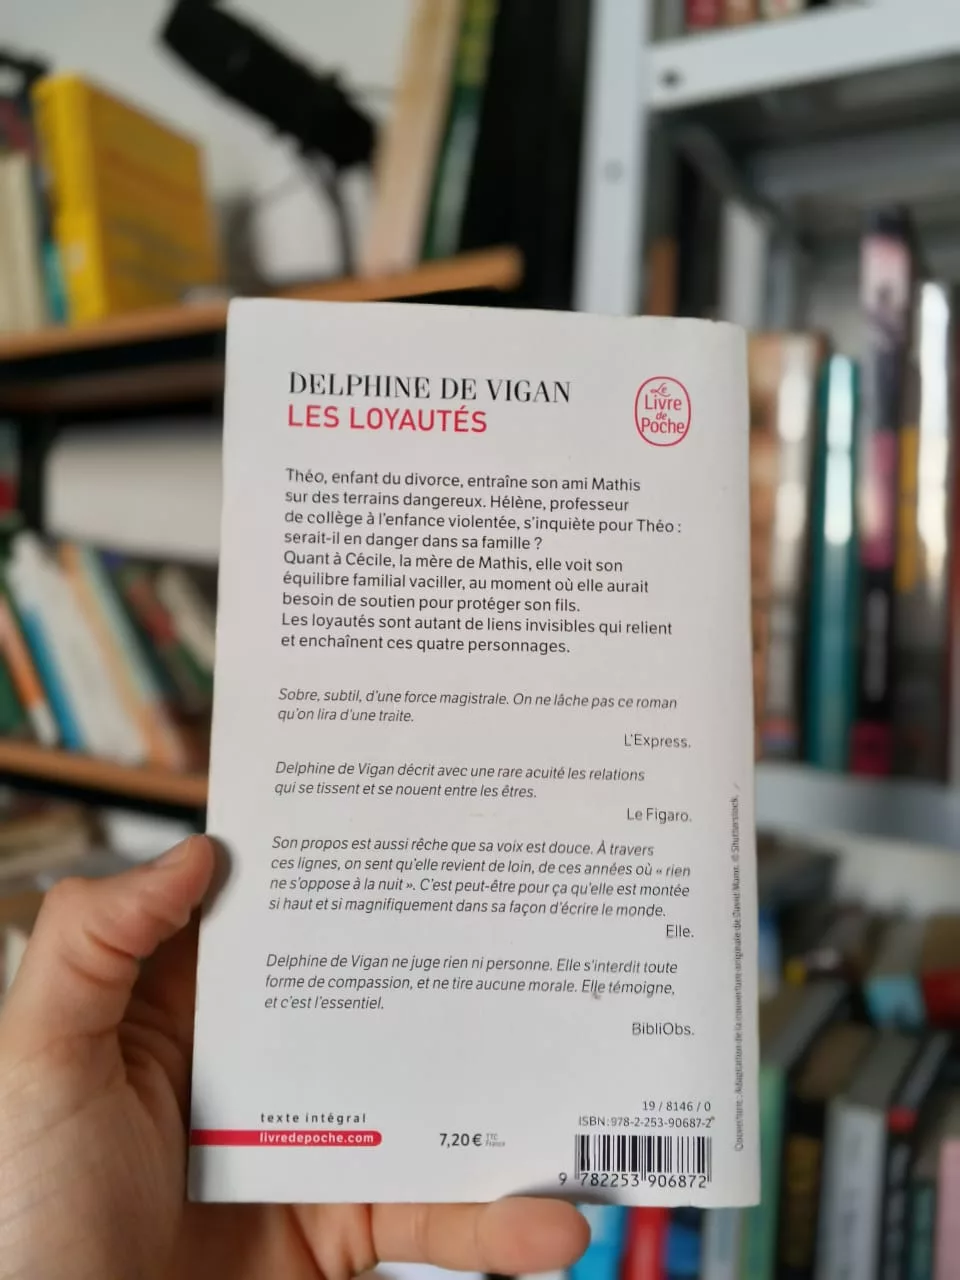 DELPHINE DE VIGAN
LES LOYAUTÉS
Le
Livre
de
Poche
Théo, enfant du divorce, entraîne son ami Mathis
sur des terrains dangereux. Hélène, professeur
de collège à l'enfance violentée, s'inquiète pour Théo :
serait-il en danger dans sa famille ?
Quant à Cécile, la mère de Mathis, elle voit son
équilibre familial vaciller, au moment où elle aurait
besoin de soutien pour protéger son fils.
Les loyautés sont autant de liens invisibles qui relient
et enchaînent ces quatre personnages.
Sobre, subtil, d'une force magistrale. On ne lâche pas ce roman
qu'on lira d'une traite.
L'Express.
Delphine de Vigan décrit avec une rare acuité les relations
qui se tissent et se nouent entre les êtres.
Le Figaro.
Son propos est aussi rêche que sa voix est douce. À travers
ces lignes, on sent qu'elle revient de loin, de ces années où « rien
ne s'oppose à la nuit ». C'est peut-être pour ça qu'elle est montée
si haut et si magnifiquement dans sa façon d'écrire le monde.
Elle.
Delphine de Vigan ne juge rien ni personne. Elle s'interdit toute
forme de compassion, et ne tire aucune morale. Elle témoigne,
et c'est l'essentiel.
BibliObs.
texte intégral
livredepoche.com
7,20 € TTC
France
19 / 8146 / 0
ISBN : 978-2-253-90687-2
9 782253 906872
Couverture : Adaptation de la couverture originale de David Mann. © Shutterstock.